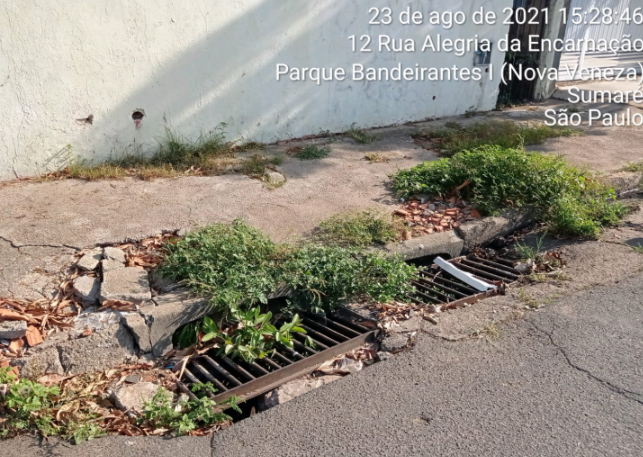 23 de ago de 2021 15:28:46
12 Rua Alegria da Encarnação
Parque Bandeirantes I (Nova Veneza)
Sumaré
São Paulo